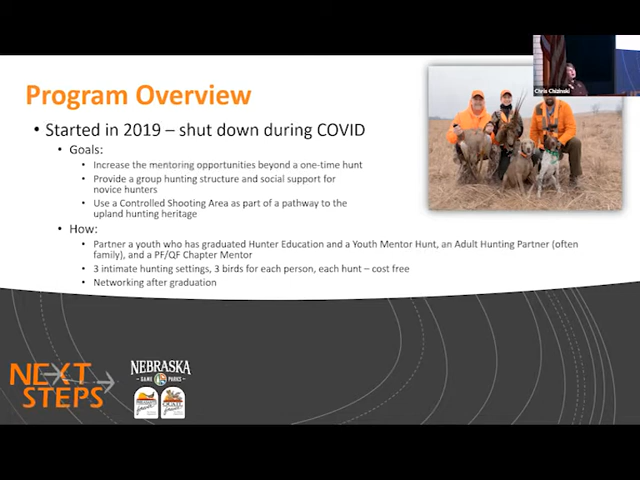 Chris Chizinski
Program Overview
• Started in 2019 – shut down during COVID
• Goals:
• Increase the mentoring opportunities beyond a one-time hunt
• Provide a group hunting structure and social support for
novice hunters
• Use a Controlled Shooting Area as part of a pathway to the
upland hunting heritage
• How:
• Partner a youth who has graduated Hunter Education and a Youth Mentor Hunt, an Adult Hunting Partner (often
family), and a PF/QF Chapter Mentor
• 3 intimate hunting settings, 3 birds for each person, each hunt – cost free
• Networking after graduation
NEXT
STEPS
NEBRASKA
GAME PARKS